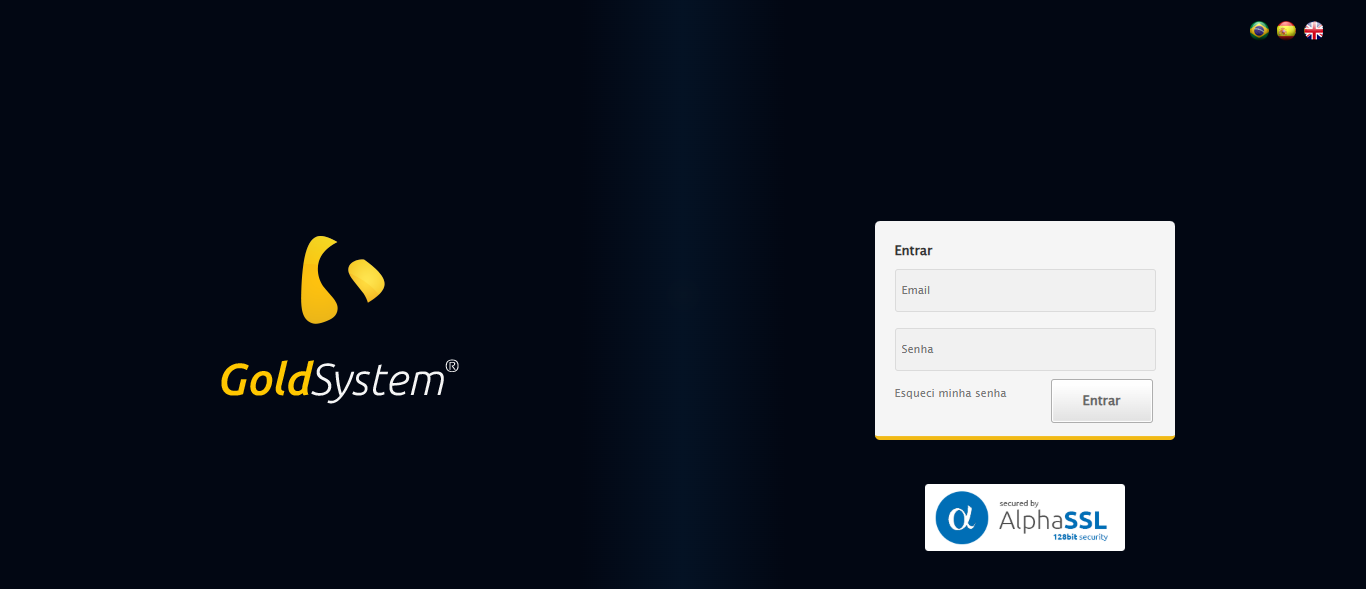 GoldSystem®
Entrar
Email
Senha
Esqueci minha senha
Entrar
secured by
AlphaSSL
128bit security